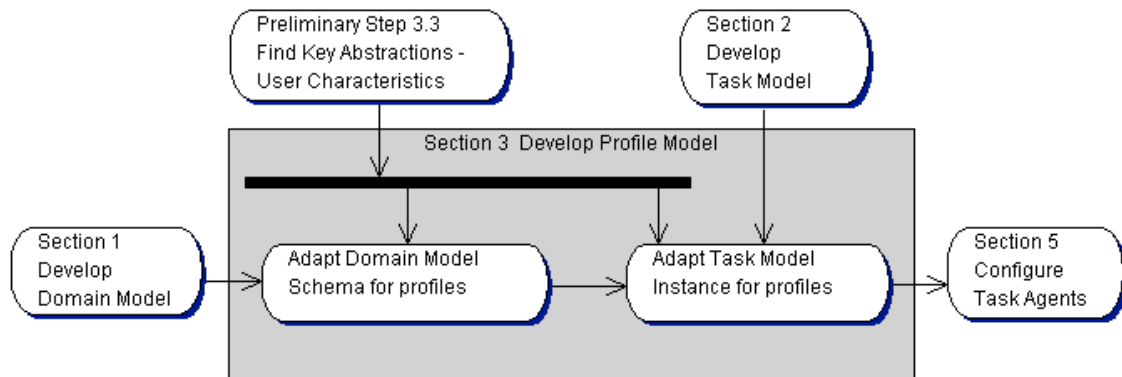 Preliminary Step 3.3
Find Key Abstractions -
User Characteristics
Section 2
Develop
Task Model
Section 3  Develop Profile Model
Section 1
Develop
Domain Model
Adapt Domain Model
Schema for profiles
Adapt Task Model
Instance for profiles
Section 5
Configure
Task Agents